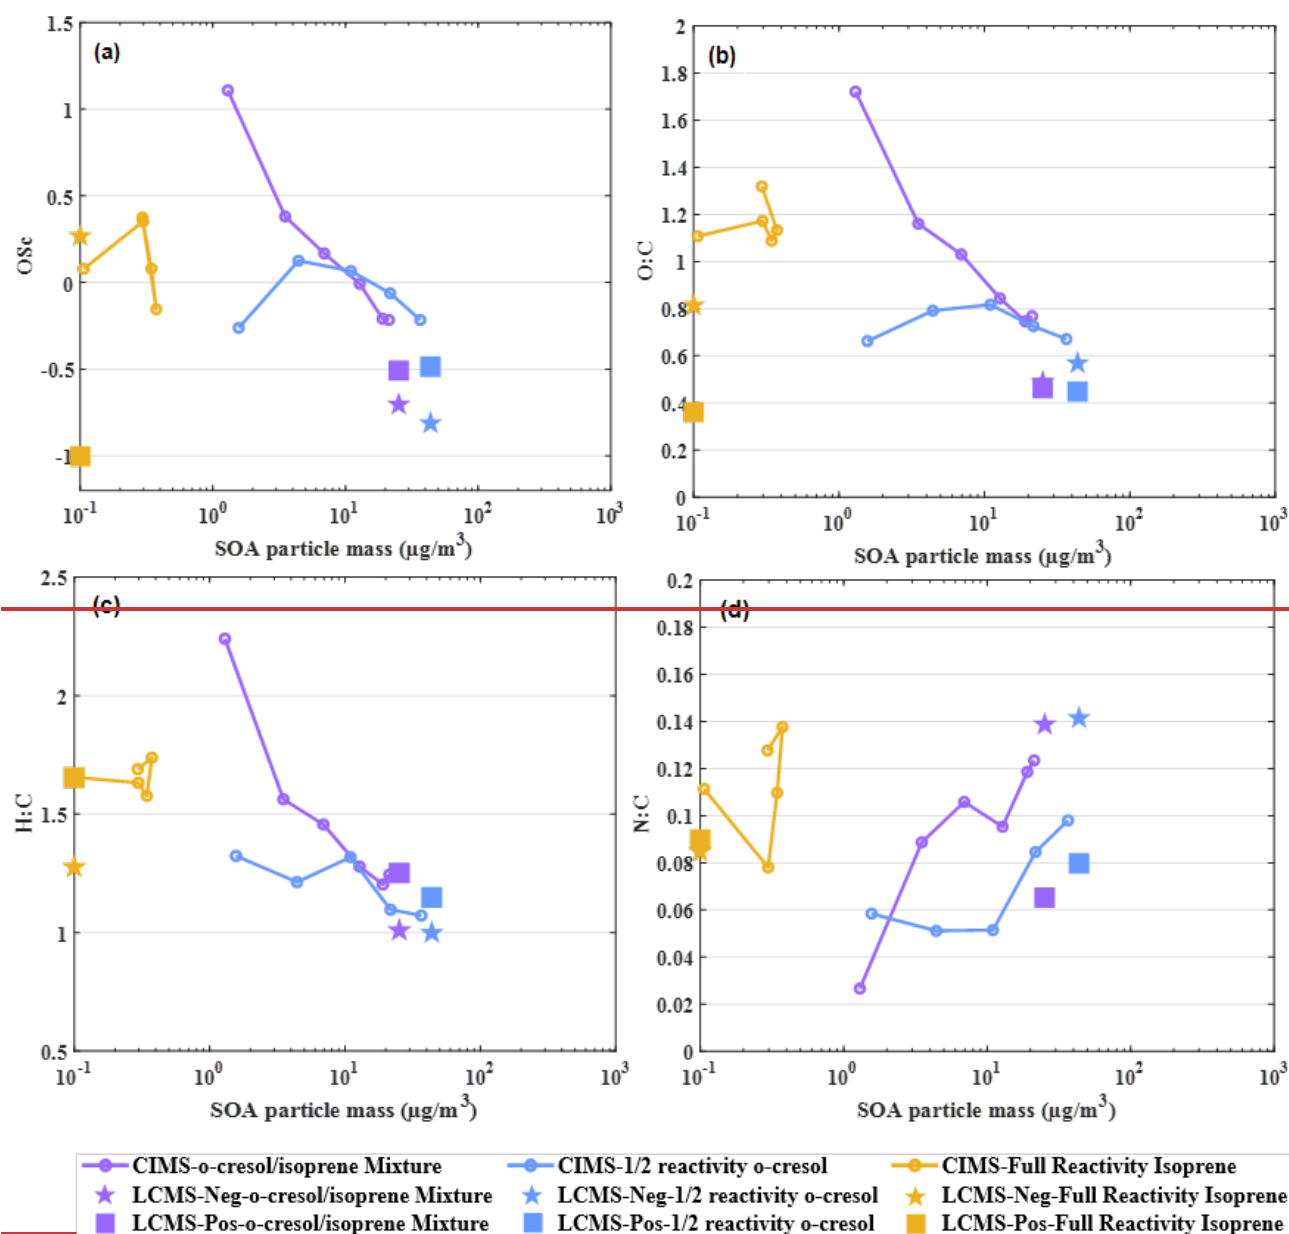 (a)
1.5
1
0.5
0
-0.5
-1
OSc
10-1 100 101 102 103
SOA particle mass (µg/m3)
(b)
2
1.8
1.6
1.4
1.2
1
0.8
0.6
0.4
0.2
0
O:C
10-1 100 101 102 103
SOA particle mass (µg/m3)
(c)
2.5
2
1.5
1
0.5
H:C
10-1 100 101 102 103
SOA particle mass (µg/m3)
(d)
0.2
0.18
0.16
0.14
0.12
0.1
0.08
0.06
0.04
0.02
0
N:C
10-1 100 101 102 103
SOA particle mass (µg/m3)
CIMS-o-cresol/isoprene Mixture CIMS-1/2 reactivity o-cresol CIMS-Full Reactivity Isoprene
LCMS-Neg-o-cresol/isoprene Mixture LCMS-Neg-1/2 reactivity o-cresol LCMS-Neg-Full Reactivity Isoprene
LCMS-Pos-o-cresol/isoprene Mixture LCMS-Pos-1/2 reactivity o-cresol LCMS-Pos-Full Reactivity Isoprene